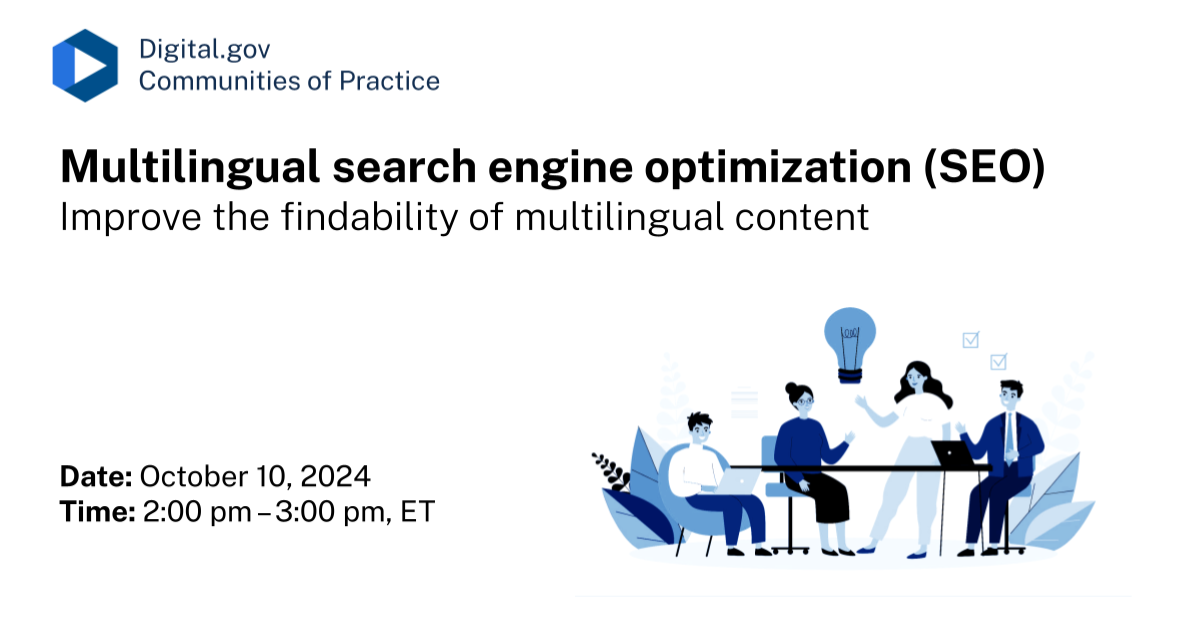 Digital.gov
Communities of Practice
Multilingual search engine optimization (SEO)
Improve the findability of multilingual content
Date: October 10, 2024
Time: 2:00 pm – 3:00 pm, ET